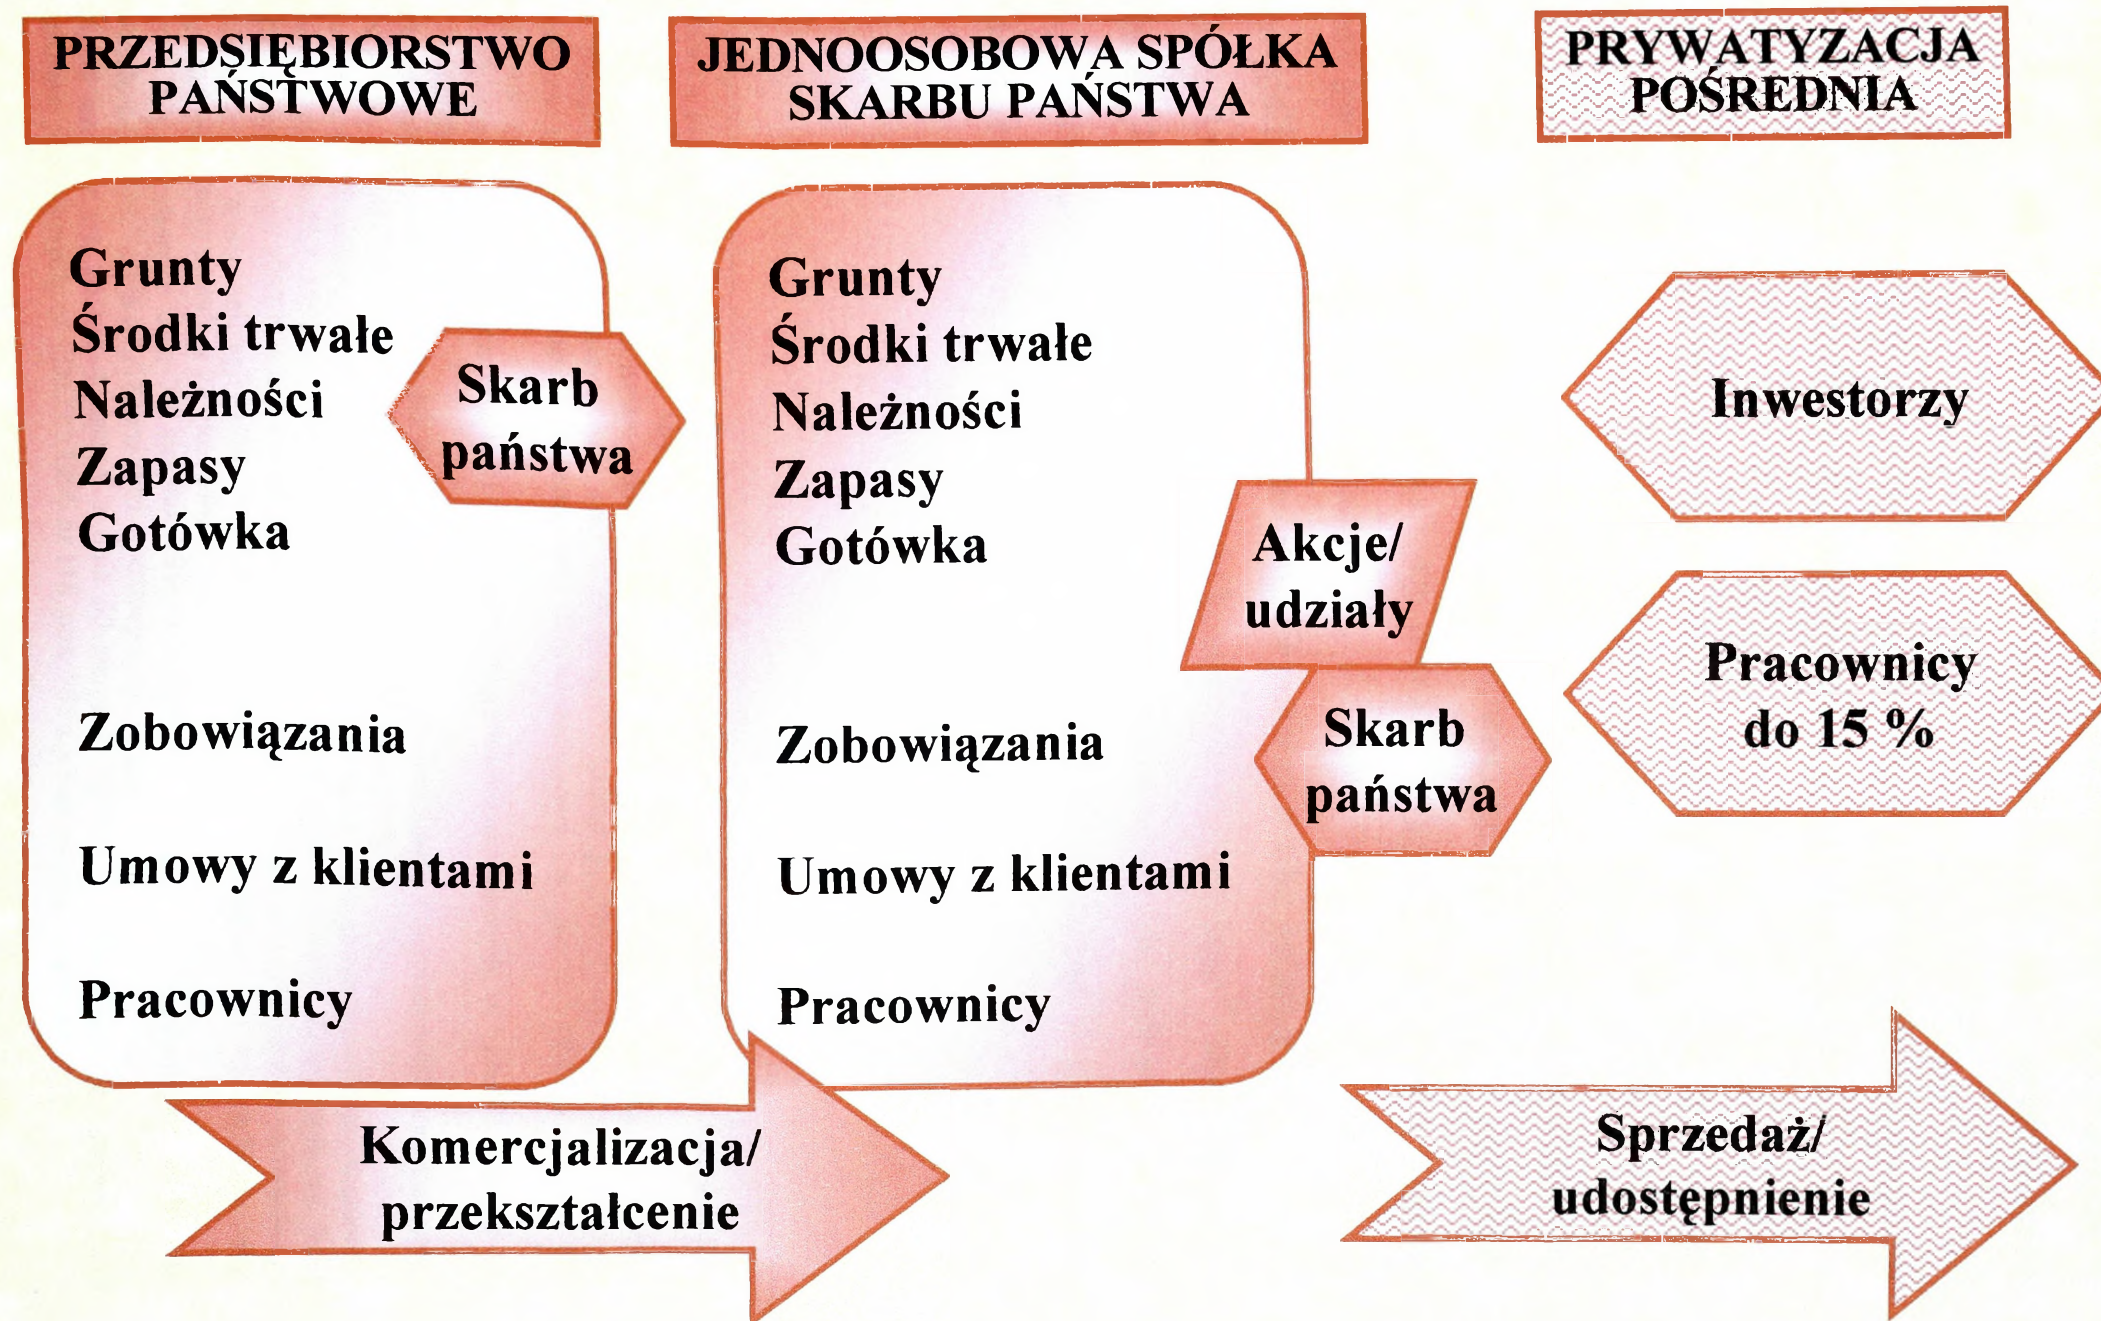 PRZEDSIĘBIORSTWO
PAŃSTWOWE
JEDNOOSOBOWA SPÓŁKA
SKARBU PAŃSTWA
PRYWATYZACJA
POŚREDNIA
Grunty
Środki trwałe
Należności
Zapasy
Gotówka
Zobowiązania
Umowy z klientami
Pracownicy
Skarb
państwa
Grunty
Środki trwałe
Należności
Zapasy
Gotówka
Zobowiązania
Umowy z klientami
Pracownicy
Akcje/
udziały
Skarb
państwa
Inwestorzy
Pracownicy
do 15 %
Komercjalizacja/
przekształcenie
Sprzedaż/
udostępnienie